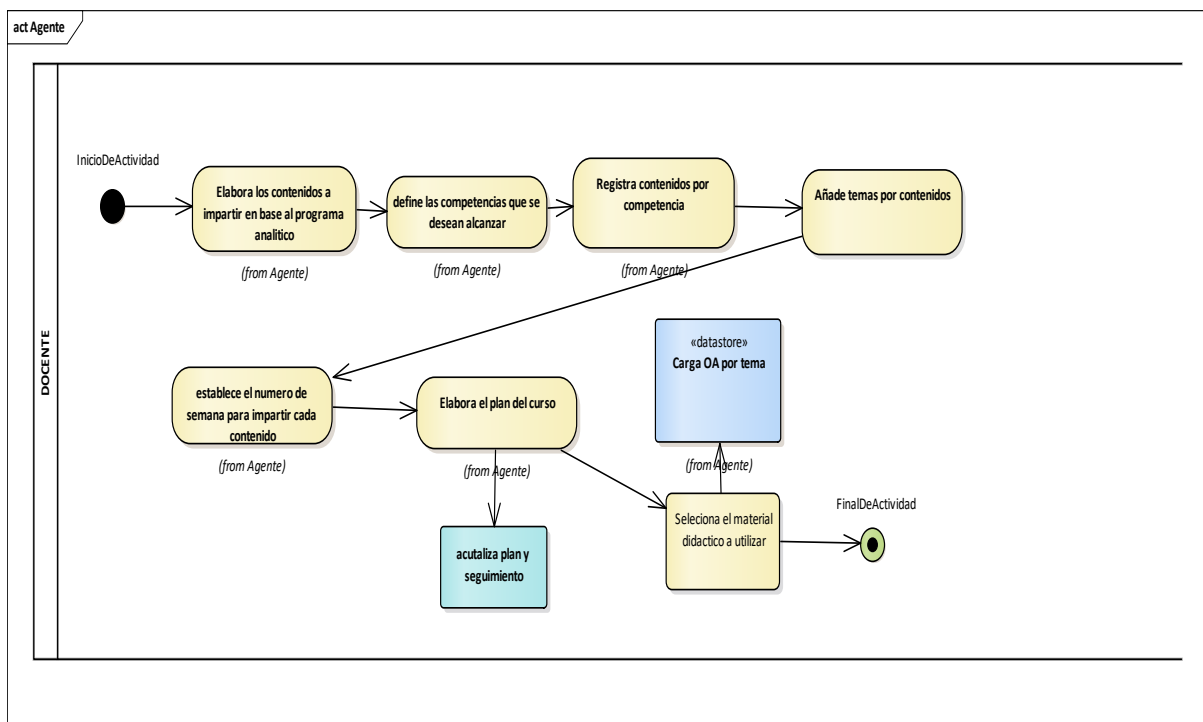 act Agente
DOCENTE
InicioDeActividad
Elabora los contenidos a
impartir en base al programa
analitico
(from Agente)
define las competencias que se
desean alcanzar
(from Agente)
Registra contenidos por
competencia
(from Agente)
Añade temas por contenidos
establece el numero de
semana para impartir cada
contenido
(from Agente)
Elabora el plan del curso
(from Agente)
«datastore»
Carga OA por tema
(from Agente)
acutaliza plan y
seguimiento
Seleciona el material
didactico a utilizar
FinalDeActividad